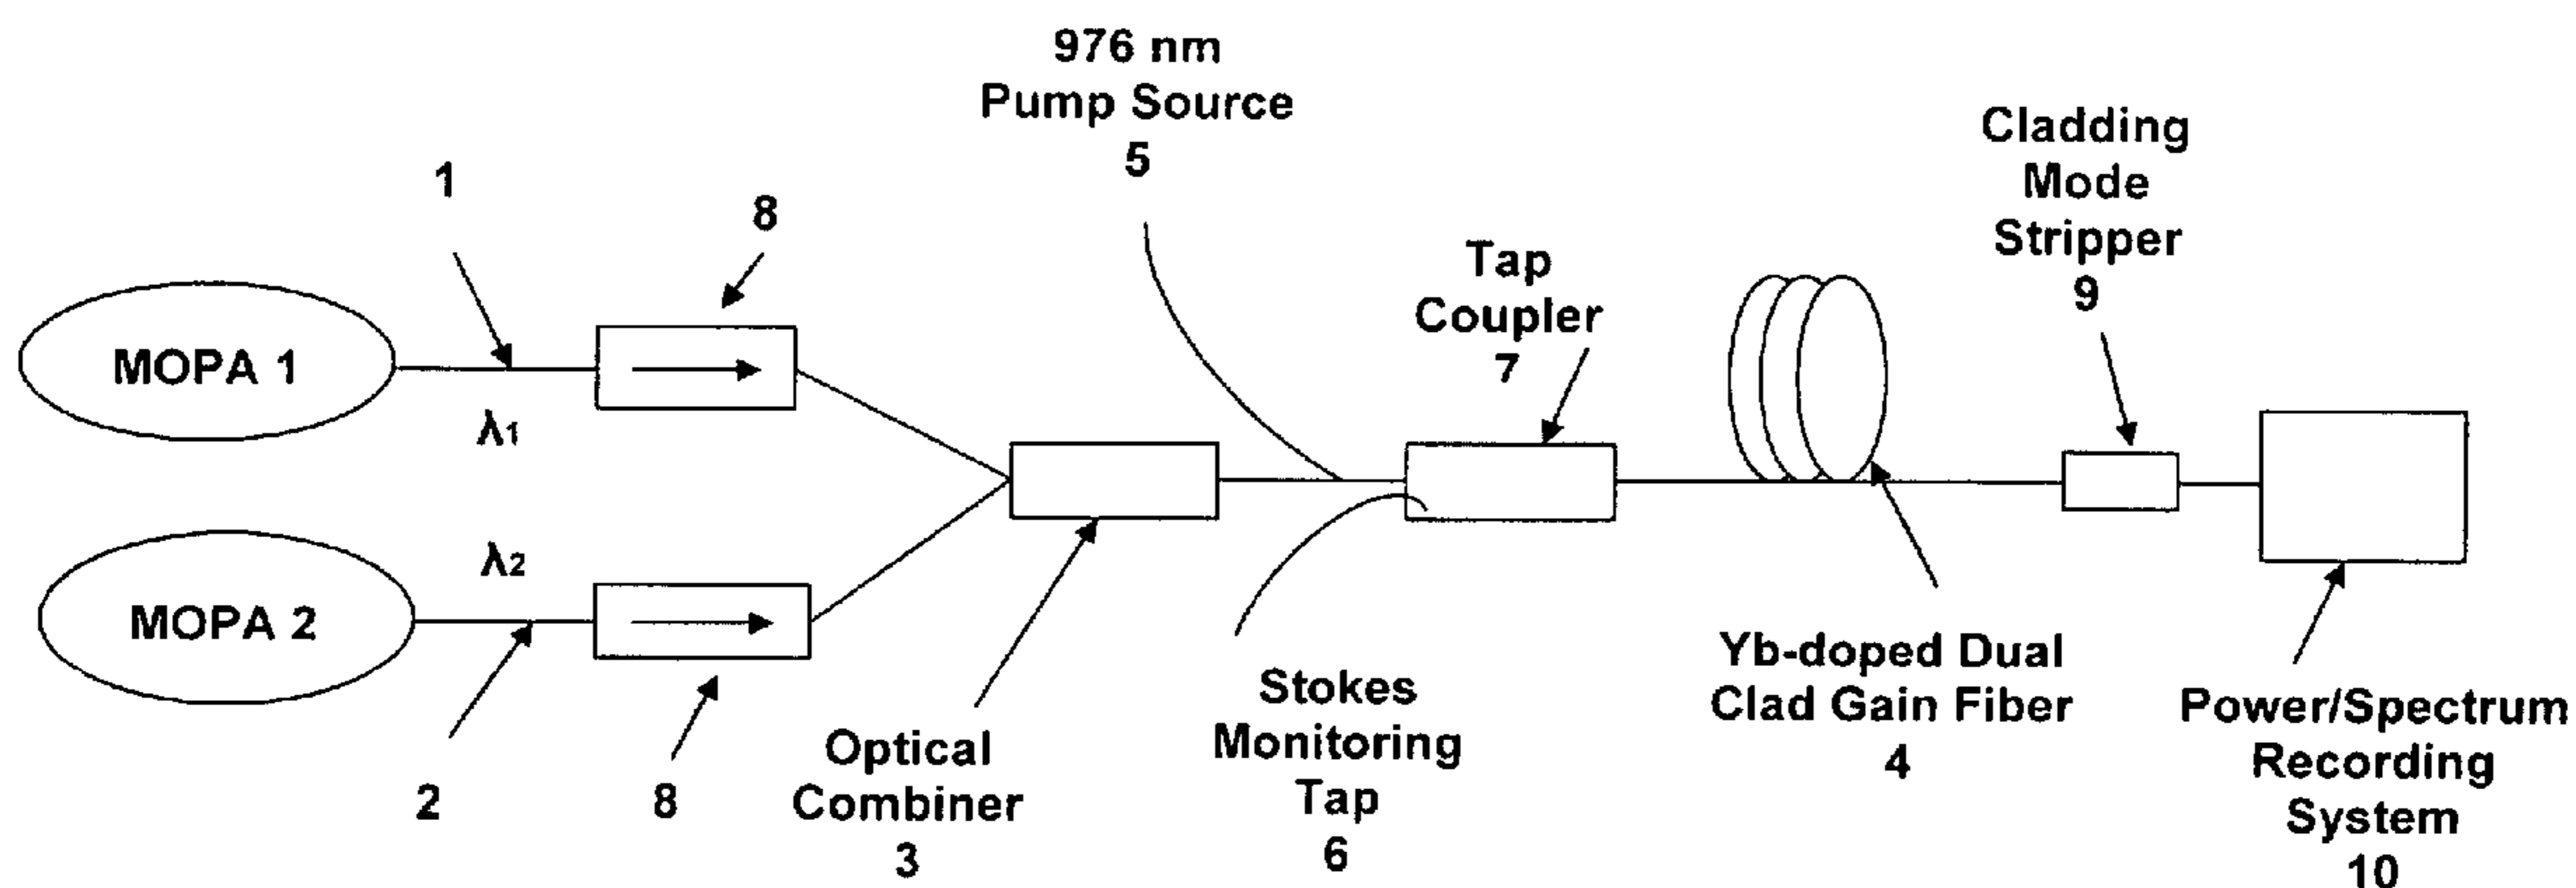 976 nm
Pump Source
5
Cladding
Mode
Stripper
9
1
8
Tap
Coupler
7
MOPA 1
λ1
λ2
MOPA 2
2
8
Optical
Combiner
3
Stokes
Monitoring
Tap
6
Yb-doped Dual
Clad Gain Fiber
4
Power/Spectrum
Recording
System
10